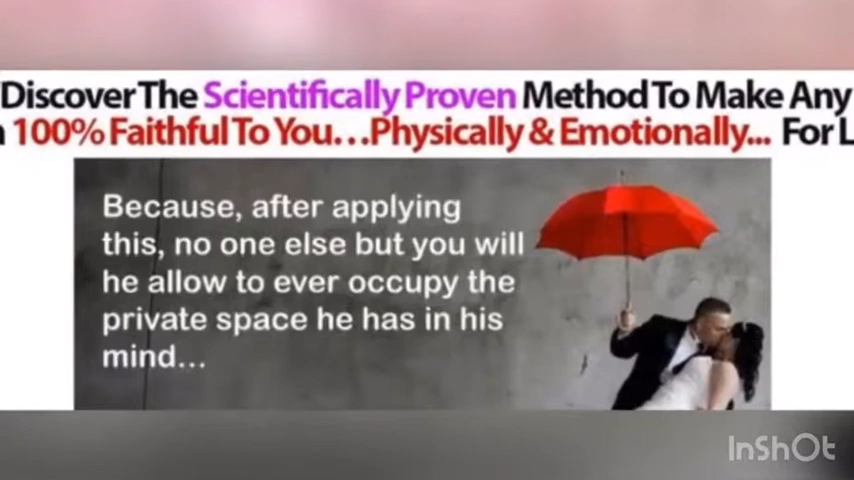 Discover The Scientifically Proven Method To Make Any
100% Faithful To You...Physically & Emotionally... For
Because, after applying
this, no one else but you will
he allow to ever occupy the
private space he has in his
mind...
InShOt